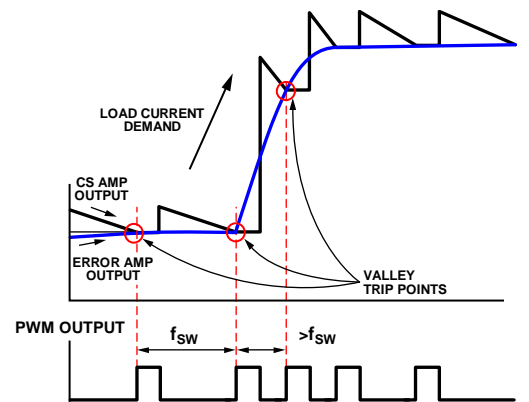 LOAD CURRENT
DEMAND
CS AMP
OUTPUT
ERROR AMP
OUTPUT
VALLEY
TRIP POINTS
PWM OUTPUT
fSW
>fSW